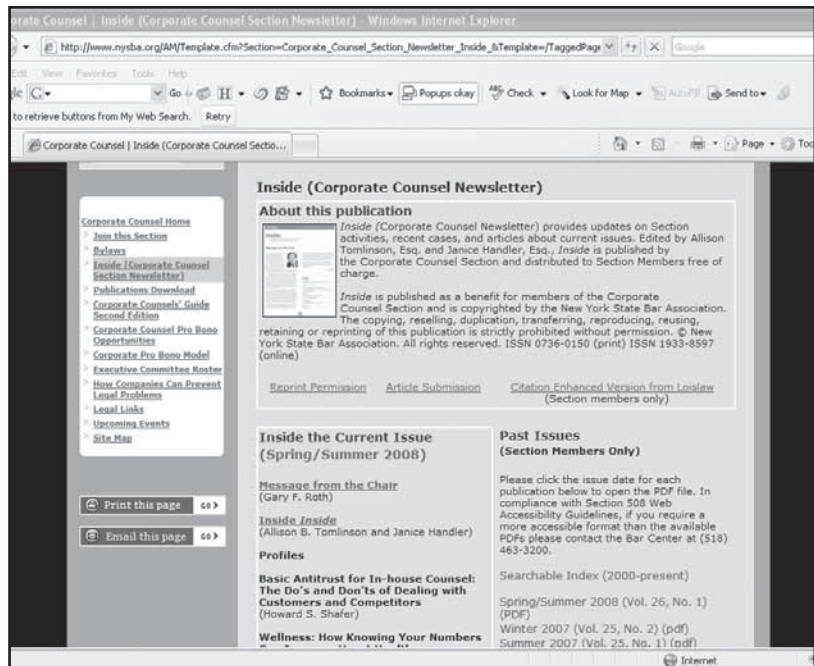 orate Counsel | Inside (Corporate Counsel Section Newsletter) - Windows Internet Explorer
http://www.nysba.org/AM/Template.cfm?Section=Corporate_Counsel_Section_Newsletter_Inside_&Template=/TaggedPage
Google
Edit View Favorites Tools Help
gle G Go Bookmarks Popups okay Check Look for Map AutoFill Send to
to retrieve buttons from My Web Search. Retry
Corporate Counsel | Inside (Corporate Counsel Sectio... Page Too
Corporate Counsel Home
Join this Section
Bylaws
Inside (Corporate Counsel
Section Newsletter)
Publications Download
Corporate Counsels' Guide
Second Edition
Corporate Counsel Pro Bono
Opportunities
Corporate Pro Bono Model
Executive Committee Roster
How Companies Can Prevent
Legal Problems
Legal Links
Upcoming Events
Site Map
Print this page GO
Email this page GO
Inside (Corporate Counsel Newsletter)
About this publication
Inside (Corporate Counsel Newsletter) provides updates on Section
activities, recent cases, and articles about current issues. Edited by Allison
Tomlinson, Esq. and Janice Handler, Esq., Inside is published by
the Corporate Counsel Section and distributed to Section Members free of
charge.
Inside is published as a benefit for members of the Corporate
Counsel Section and is copyrighted by the New York State Bar Association.
The copying, reselling, duplication, transferring, reproducing, reusing,
retaining or reprinting of this publication is strictly prohibited without permission. © New
York State Bar Association. All rights reserved. ISSN 0736-0150 (print) ISSN 1933-8597
(online)
Reprint Permission Article Submission Citation Enhanced Version from Loislaw
(Section members only)
Inside the Current Issue
(Spring/Summer 2008)
Message from the Chair
(Gary F. Roth)
Inside Inside
(Allison B. Tomlinson and Janice Handler)
Profiles
Basic Antitrust for In-house Counsel:
The Do's and Don'ts of Dealing with
Customers and Competitors
(Howard S. Shafer)
Wellness: How Knowing Your Numbers
Past Issues
(Section Members Only)
Please click the issue date for each
publication below to open the PDF file. In
compliance with Section 508 Web
Accessibility Guidelines, if you require a
more accessible format than the available
PDFs please contact the Bar Center at (518)
463-3200.
Searchable Index (2000-present)
Spring/Summer 2008 (Vol. 26, No. 1)
(PDF)
Winter 2007 (Vol. 25, No. 2) (pdf)
Summer 2007 (Vol. 25, No. 1) (pdf)
Internet